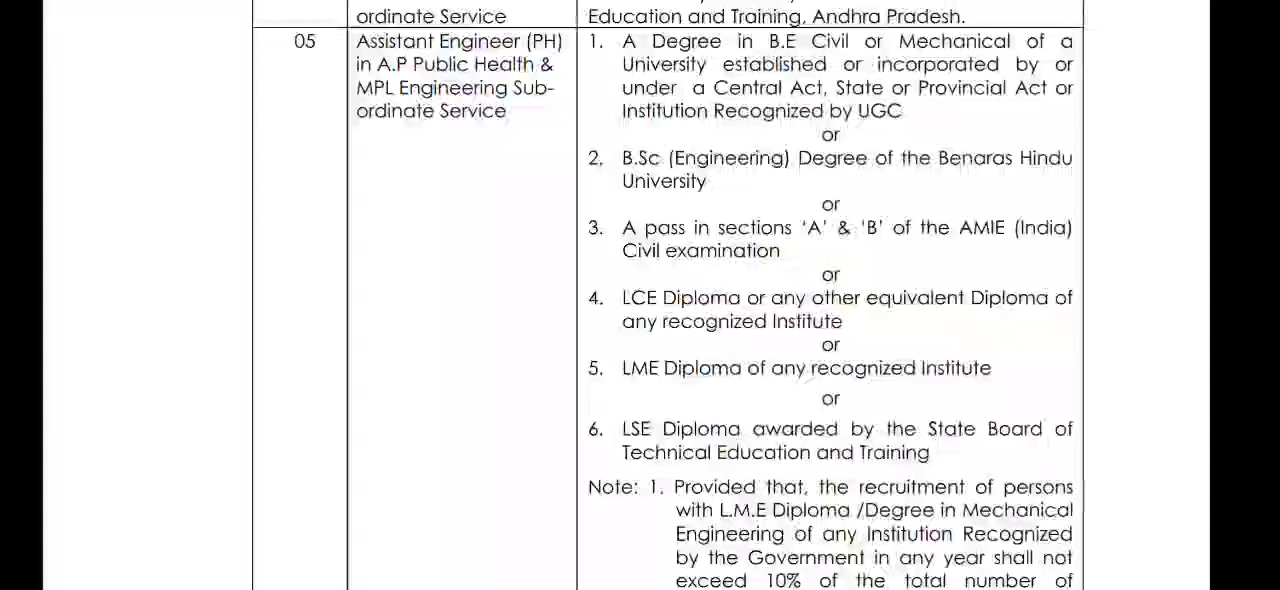 ordinate Service
Education and Training, Andhra Pradesh.
05
Assistant Engineer (PH)
in A.P Public Health &
MPL Engineering Sub-
ordinate Service
1. A Degree in B.E Civil or Mechanical of a
University established or incorporated by or
under a Central Act, State or Provincial Act or
Institution Recognized by UGC
or
2. B.Sc (Engineering) Degree of the Benaras Hindu
University
or
3. A pass in sections ‘A’ & ‘B’ of the AMIE (India)
Civil examination
or
4. LCE Diploma or any other equivalent Diploma of
any recognized Institute
or
5. LME Diploma of any recognized Institute
or
6. LSE Diploma awarded by the State Board of
Technical Education and Training
Note: 1. Provided that, the recruitment of persons
with L.M.E Diploma /Degree in Mechanical
Engineering of any Institution Recognized
by the Government in any year shall not
exceed 10% of the total number of